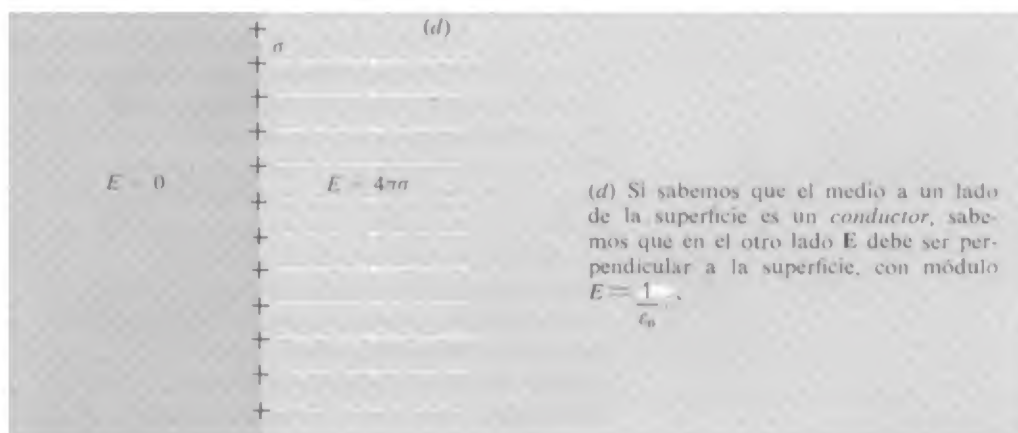 (d)
σ
E = 0
E = 4πσ
(d) Si sabemos que el medio a un lado
de la superficie es un conductor, sabe-
mos que en el otro lado E debe ser per-
pendicular a la superficie, con módulo
E = 1
ε₀